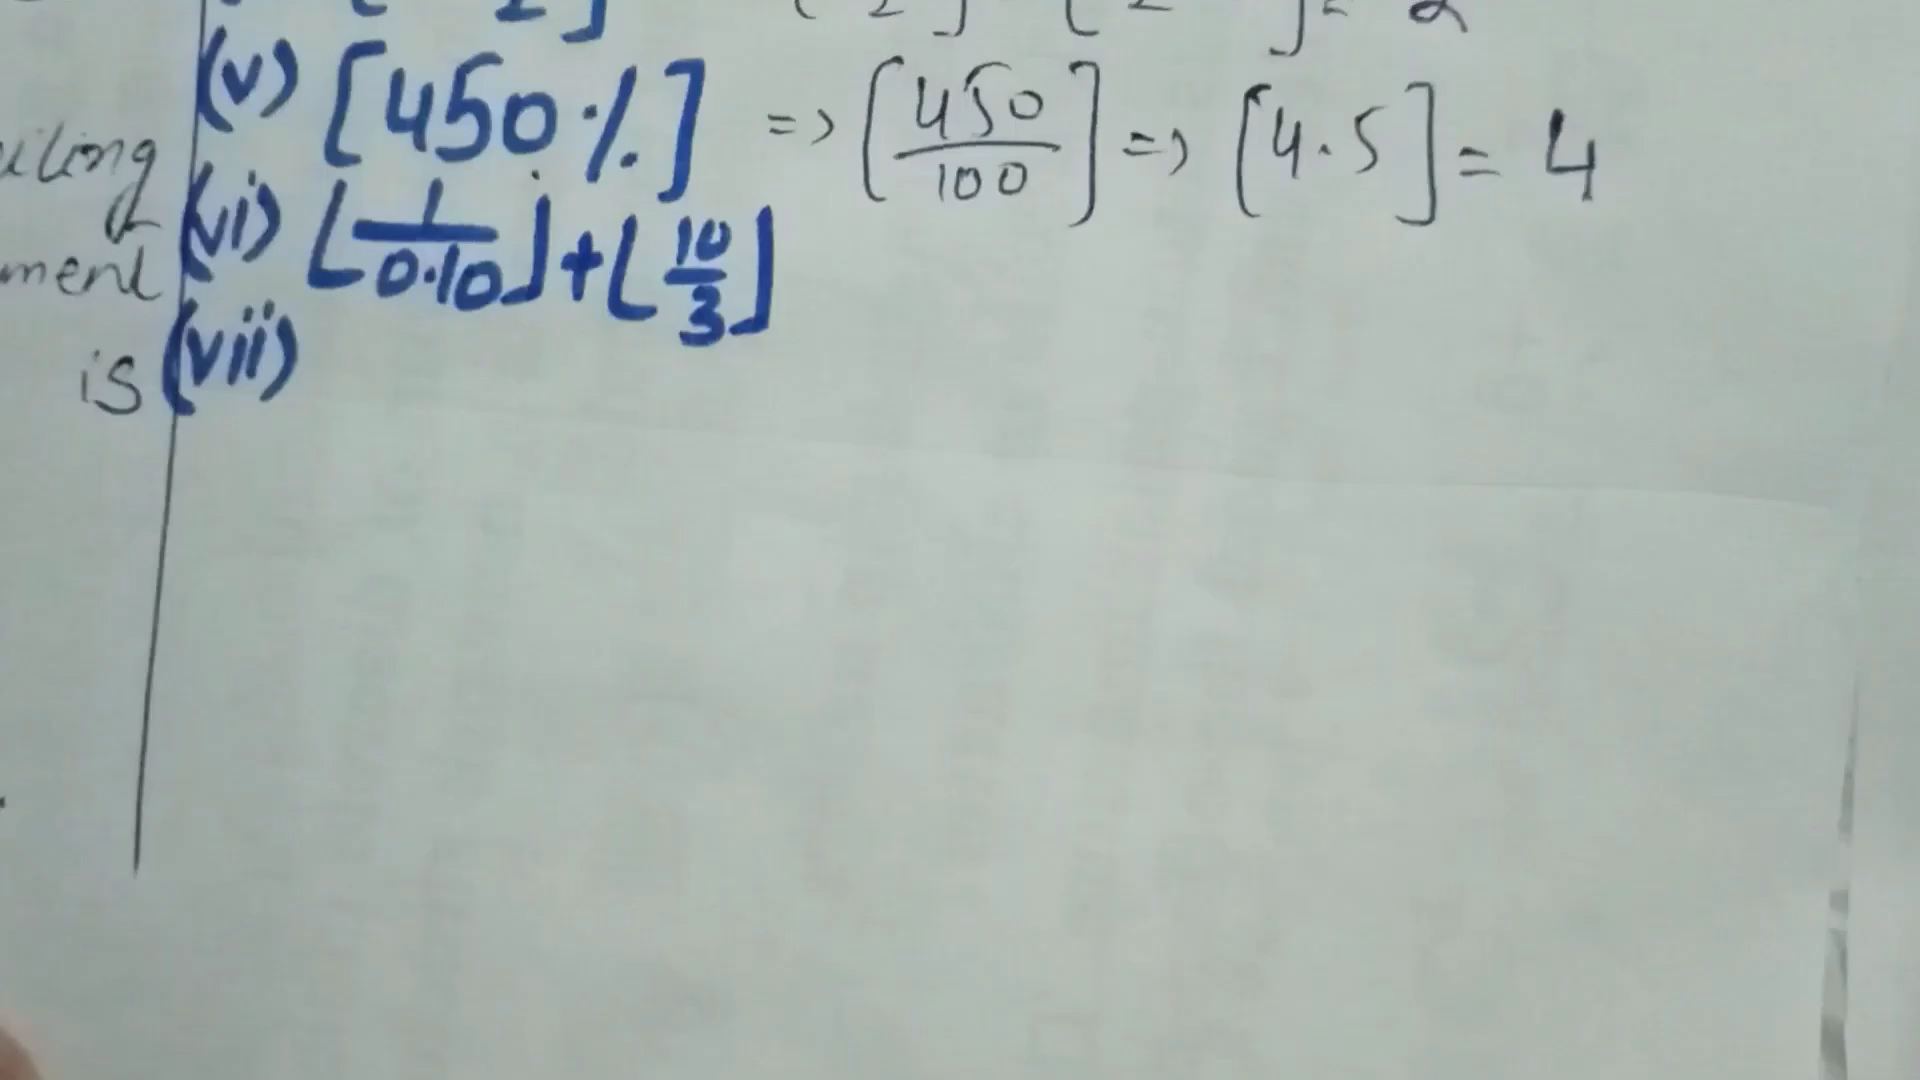 (v) [450%] => [450/100] => [4.5] = 4
(vi) ⌊1/0.10⌋ + ⌊10/3⌋
is (vii)